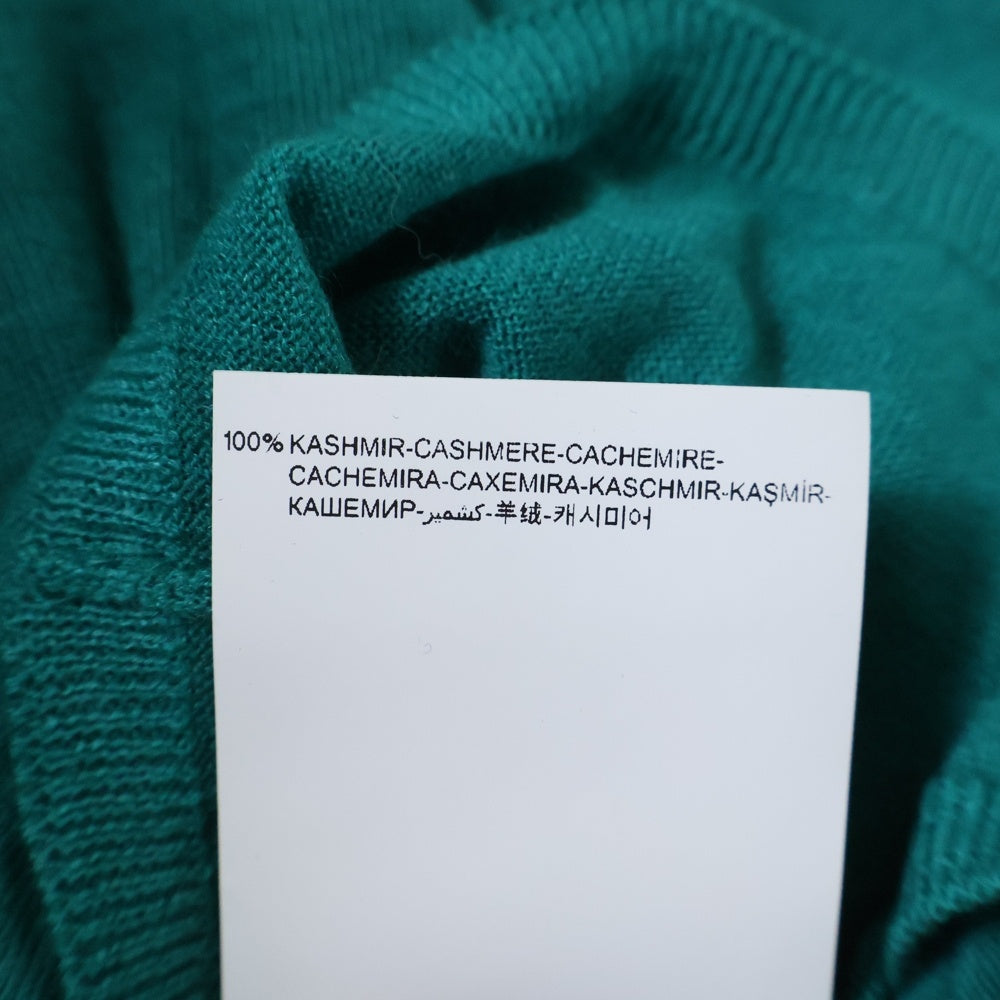 100% KASHMIR-CASHMERE-CACHEMIRE-
CACHEMIRA-CAXEMIRA-KASCHMIR-KAŞMİR-
КАШЕМИР-كشمير-羊绒-캐시미어